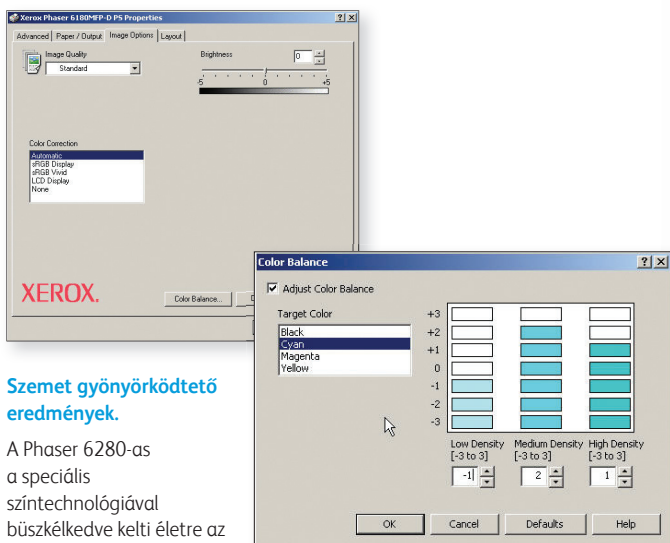 Xerox Phaser 6180MFP-D PS Properties
Advanced Paper / Output Image Options Layout
Image Quality
Standard
Brightness
0
-5 0 +5
Color Correction
Automatic
sRGB Display
sRGB Vivid
LCD Display
None
XEROX.
Color Balance...
Color Balance
Adjust Color Balance
Target Color
Black
Cyan
Magenta
Yellow
+3
+2
+1
0
-1
-2
-3
Low Density Medium Density High Density
[-3 to 3] [-3 to 3] [-3 to 3]
-1 2 1
OK Cancel Defaults Help
Szemet gyönyörködtető
eredmények.
A Phaser 6280-as
a speciális
színtechnológiával
büszkélkedve kelti életre az